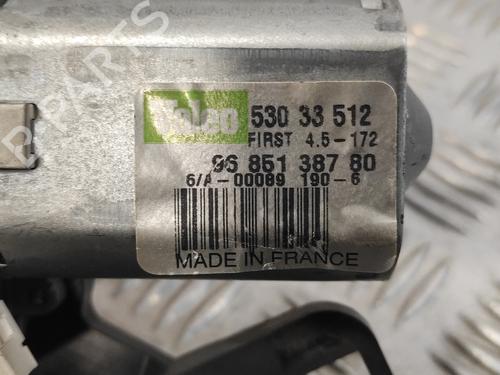 B-PARTS
Valeo 530 33 512
FIRST 4.5-172
96 851 387 80
6/A-00089 190-6
MADE IN FRANCE